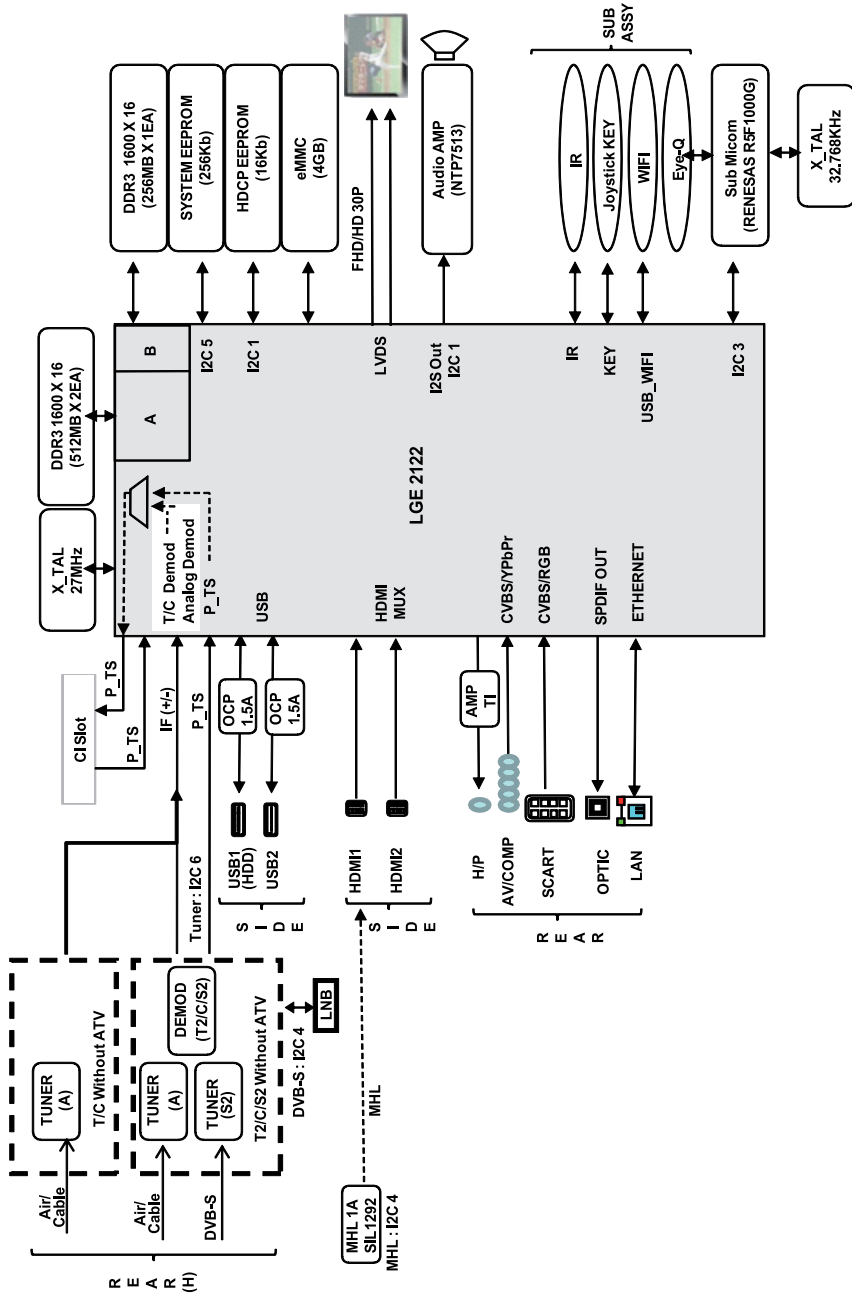 REAR(H)
Air/
Cable
TUNER
(A)
T/C Without ATV
Air/
Cable
DVB-S
TUNER
(A)
TUNER
(S2)
DEMOD
(T2/C/S2)
T2/C/S2 Without ATV
DVB-S : I2C 4
LNB
Tuner : I2C 6
CI Slot
P_TS
P_TS
IF (+/-)
P_TS
X_TAL
27MHz
DDR3 1600 X 16
(512MB X 2EA)
A
B
T/C Demod
Analog Demod
P_TS
SIDE
USB1
(HDD)
USB2
OCP
1.5A
OCP
1.5A
USB
MHL 1A
SIL1292
MHL : I2C 4
MHL
SIDE
HDMI1
HDMI2
HDMI
MUX
REAR
H/P
AV/COMP
SCART
OPTIC
LAN
AMP
TI
CVBS/YPbPr
CVBS/RGB
SPDIF OUT
ETHERNET
LGE 2122
I2C 5
I2C 1
LVDS
I2S Out
I2C 1
IR
KEY
USB_WIFI
I2C 3
DDR3 1600 X 16
(256MB X 1EA)
SYSTEM EEPROM
(256Kb)
HDCP EEPROM
(16Kb)
eMMC
(4GB)
FHD/HD 30P
Audio AMP
(NTP7513)
IR
Joystick KEY
WIFI
Eye-Q
SUB
ASSY
Sub Micom
(RENESAS R5F1000G)
X_TAL
32.768KHz